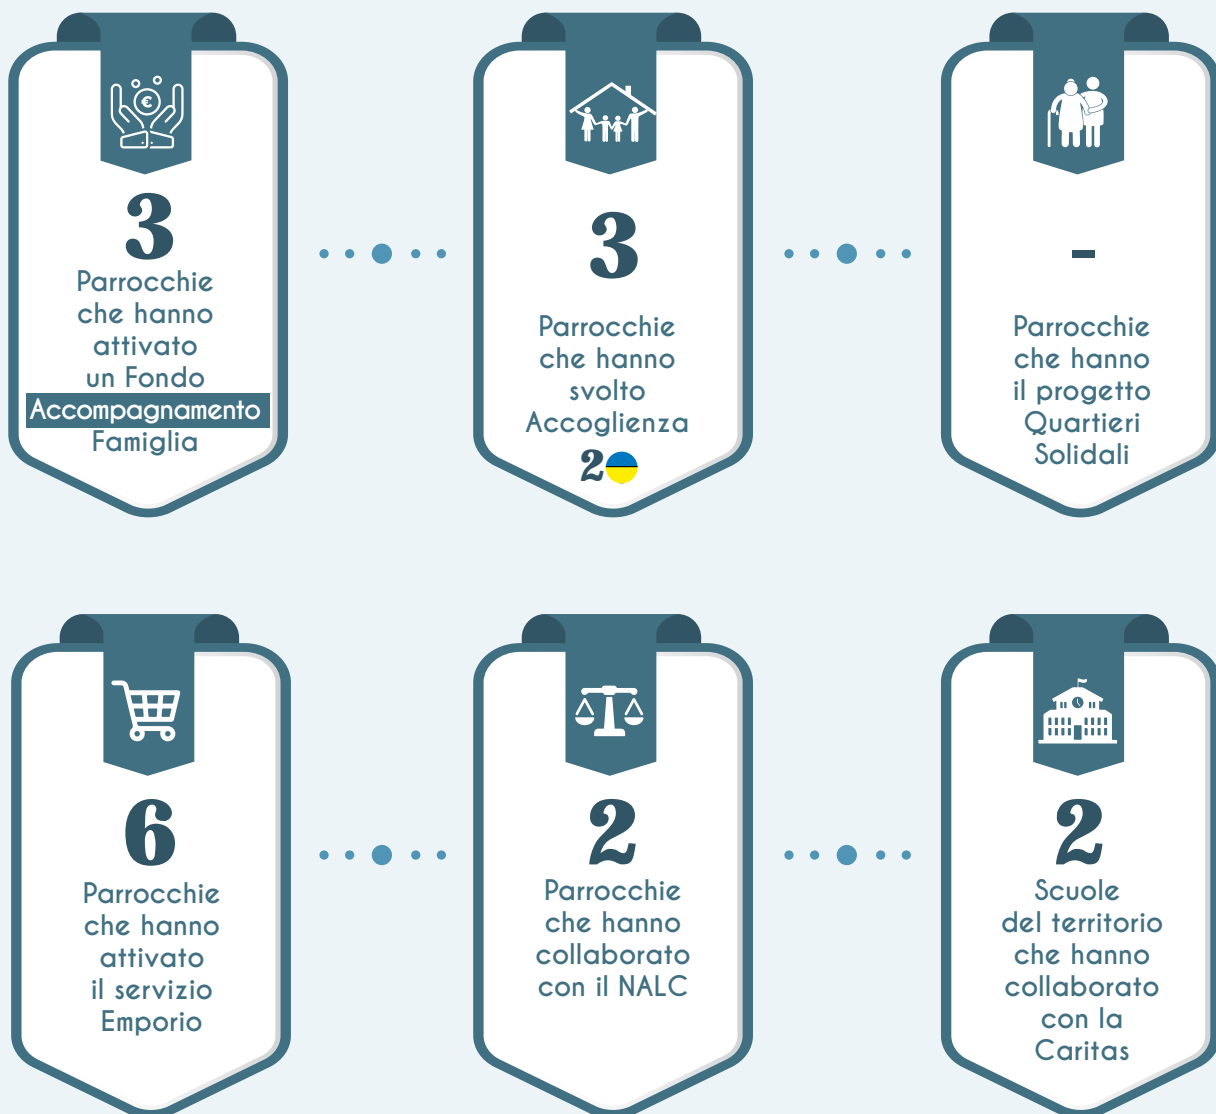 €
3
Parrocchie
che hanno
attivato
un Fondo
Accompagnamento
Famiglia
3
Parrocchie
che hanno
svolto
Accoglienza
2
-
Parrocchie
che hanno
il progetto
Quartieri
Solidali
6
Parrocchie
che hanno
attivato
il servizio
Emporio
2
Parrocchie
che hanno
collaborato
con il NALC
2
Scuole
del territorio
che hanno
collaborato
con la
Caritas